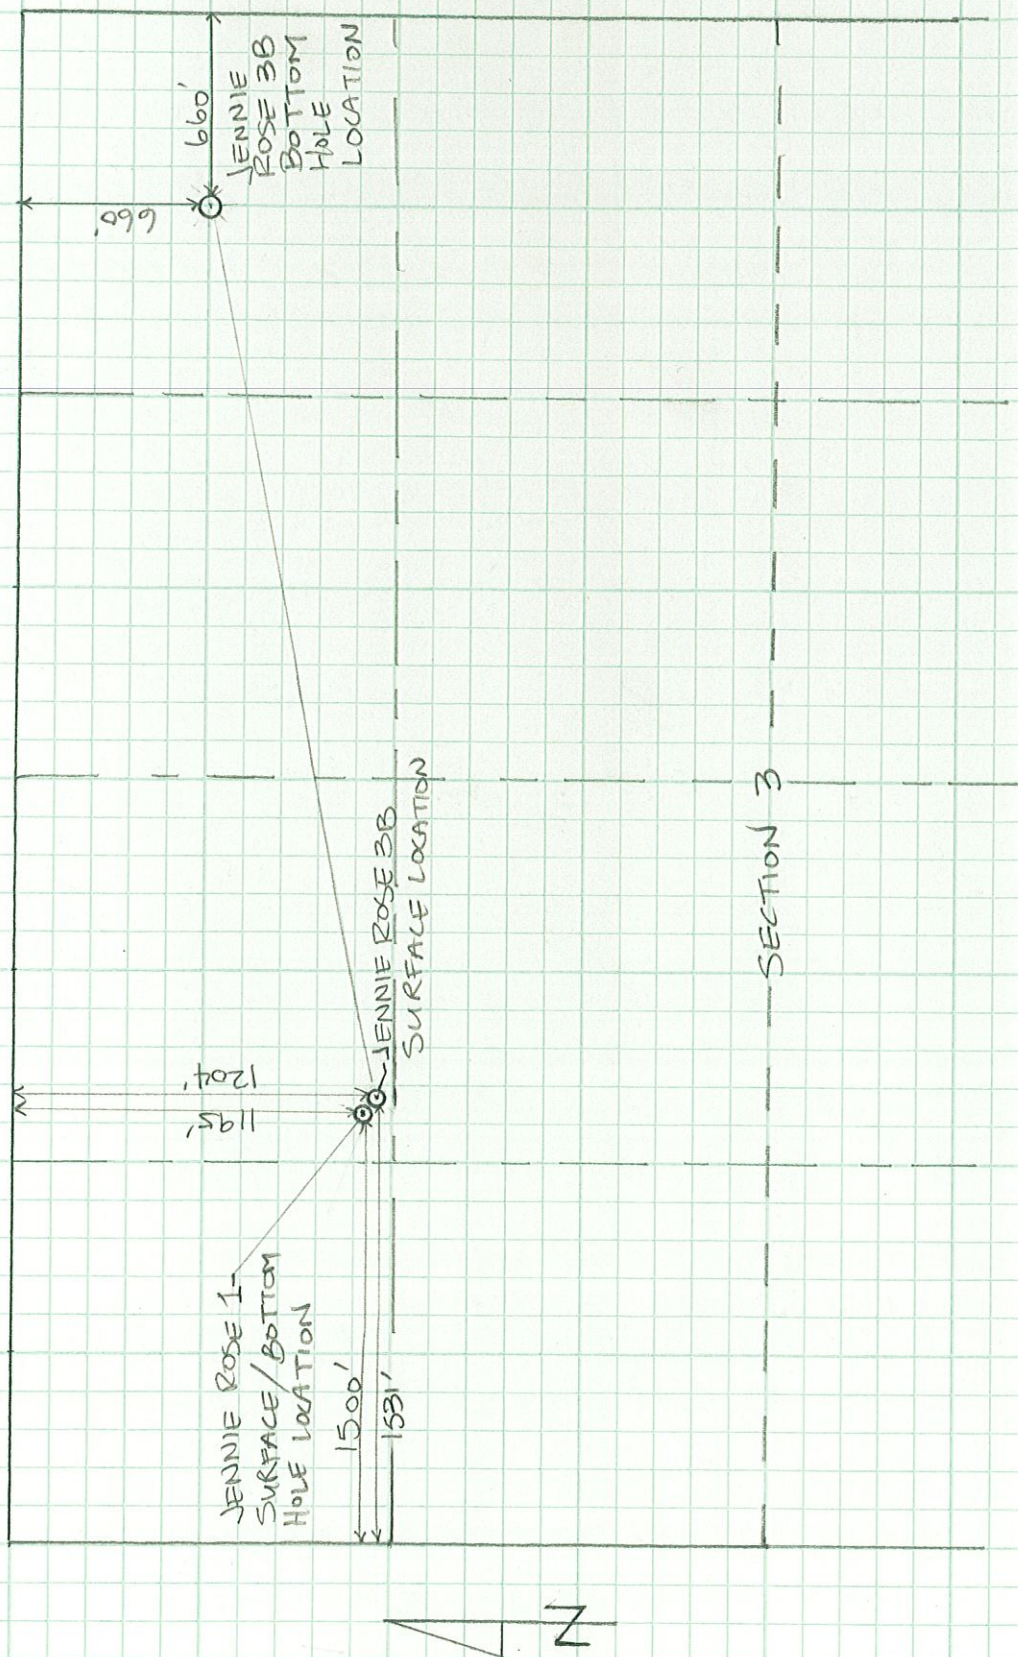 660'
JENNIE
ROSE 3B
BOTTOM
HOLE
LOCATION
660'
JENNIE ROSE 3B
SURFACE LOCATION
1204'
1195'
JENNIE ROSE 1-
SURFACE/BOTTOM
HOLE LOCATION
1500'
1531'
SECTION 3
N